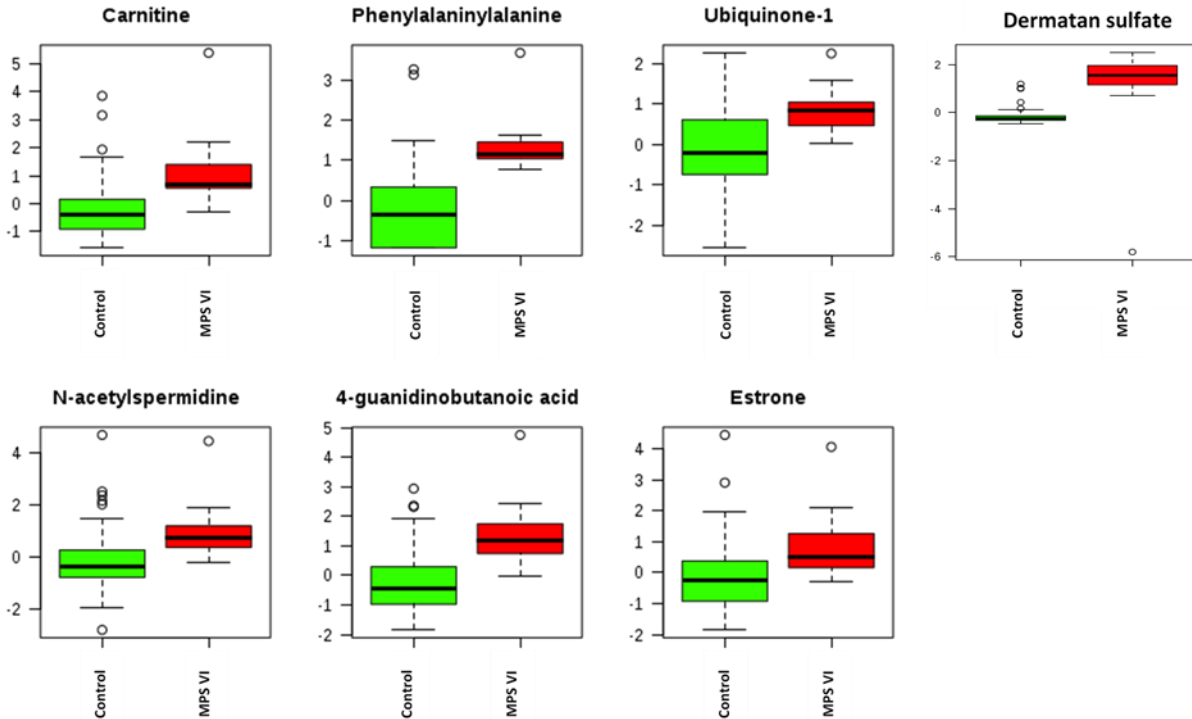 Carnitine
5
4
3
2
1
0
-1
Control
MPS VI
Phenylalaninylalanine
3
2
1
0
-1
Control
MPS VI
Ubiquinone-1
2
1
0
-1
-2
Control
MPS VI
Dermatan sulfate
2
0
-2
-4
-6
Control
MPS VI
N-acetylspermidine
4
2
0
-2
Control
MPS VI
4-guanidinobutanoic acid
5
4
3
2
1
0
-1
-2
Control
MPS VI
Estrone
4
3
2
1
0
-1
-2
Control
MPS VI